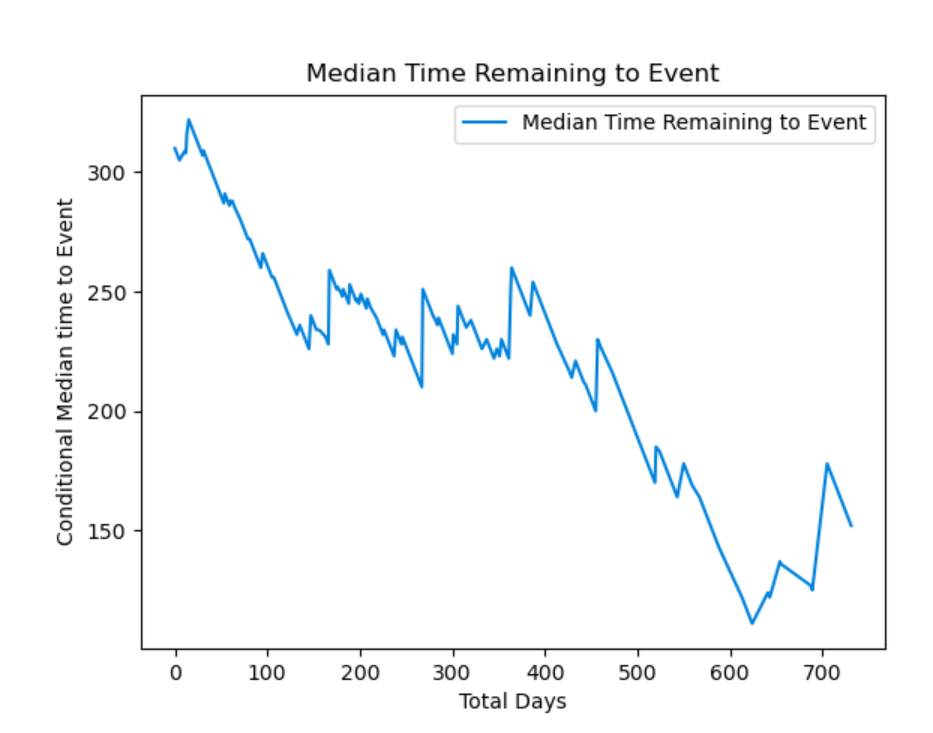 Median Time Remaining to Event
Median Time Remaining to Event
Conditional Median time to Event
300
250
200
150
0 100 200 300 400 500 600 700
Total Days